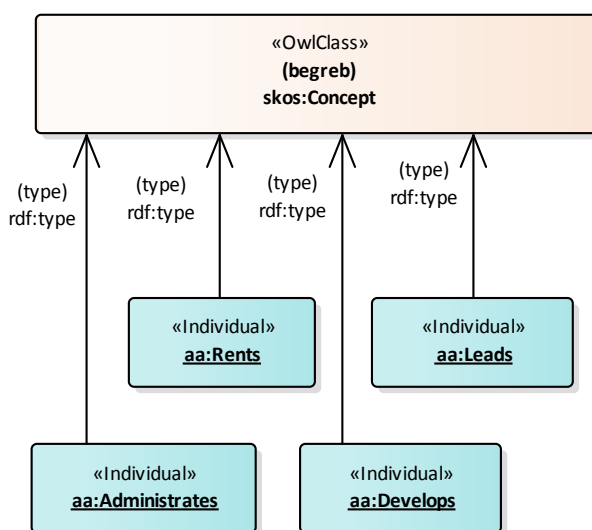 «OwlClass»
(begreb)
skos:Concept
(type)
rdf:type
(type)
rdf:type
(type)
rdf:type
(type)
rdf:type
«Individual»
aa:Rents
«Individual»
aa:Leads
«Individual»
aa:Administrates
«Individual»
aa:Develops